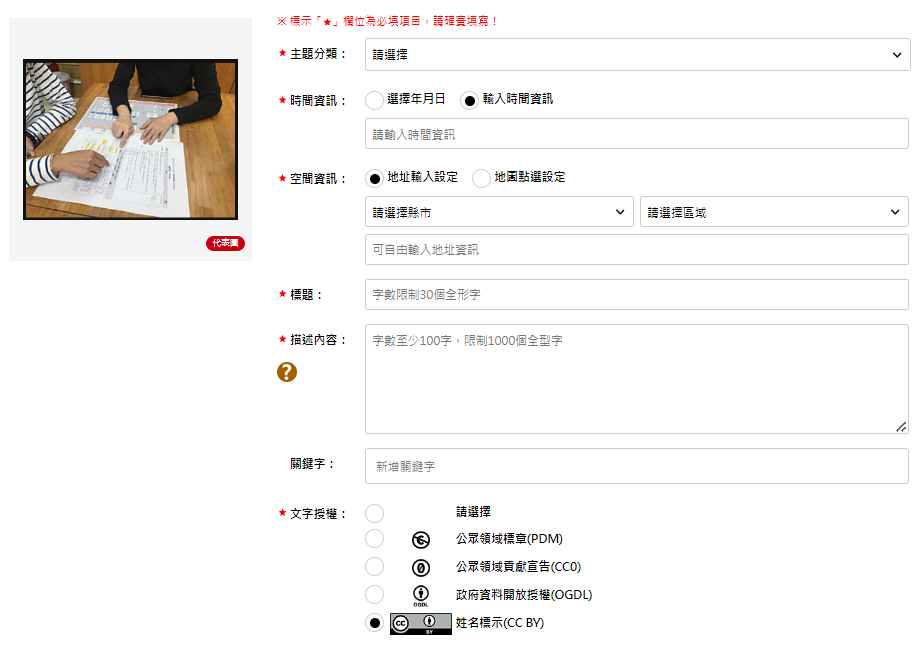 ※ 標示「★」欄位為必填項目，請確實填寫！
★ 主題分類：
請選擇
★ 時間資訊：
選擇年月日 輸入時間資訊
請輸入時間資訊
★ 空間資訊：
地址輸入設定 地圖點選設定
請選擇縣市 請選擇區域
可自由輸入地址資訊
代表圖
★ 標題：
字數限制30個全形字
★ 描述內容：
字數至少100字，限制1000個全型字
?
關鍵字：
新增關鍵字
★ 文字授權：
請選擇
公眾領域標章(PDM)
公眾領域貢獻宣告(CC0)
OGDL 政府資料開放授權(OGDL)
CC BY 姓名標示(CC BY)